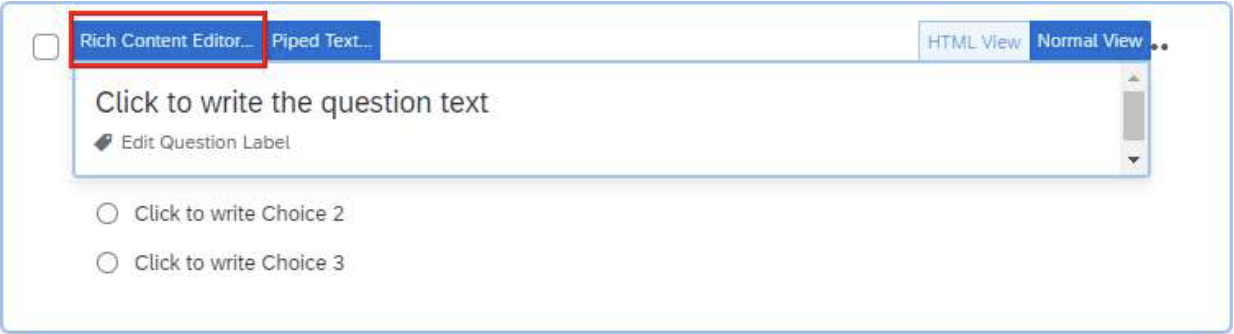 Rich Content Editor... Piped Text... HTML View Normal View
Click to write the question text
Edit Question Label
Click to write Choice 2
Click to write Choice 3